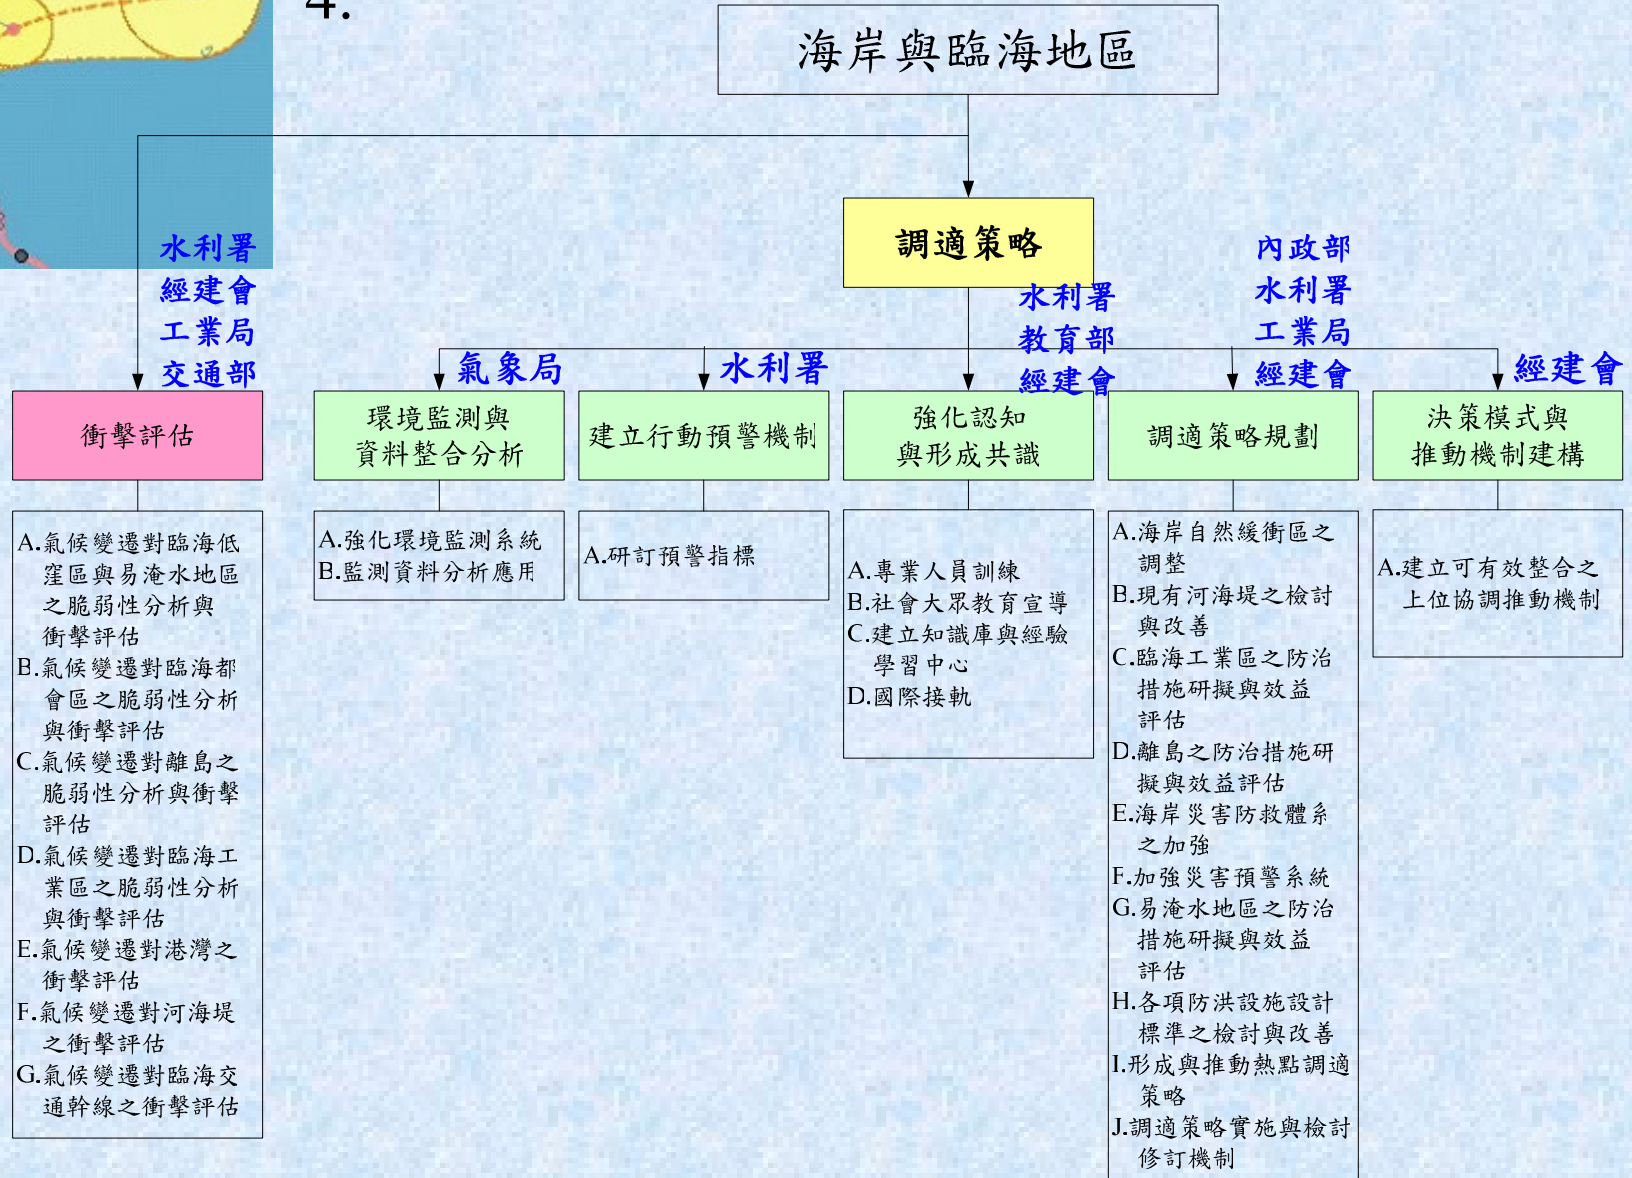 4.
海岸與臨海地區
調適策略
水利署
經建會
工業局
交通部
衝擊評估
A.氣候變遷對臨海低
窪區與易淹水地區
之脆弱性分析與
衝擊評估
B.氣候變遷對臨海都
會區之脆弱性分析
與衝擊評估
C.氣候變遷對離島之
脆弱性分析與衝擊
評估
D.氣候變遷對臨海工
業區之脆弱性分析
與衝擊評估
E.氣候變遷對港灣之
衝擊評估
F.氣候變遷對河海堤
之衝擊評估
G.氣候變遷對臨海交
通幹線之衝擊評估
氣象局
環境監測與
資料整合分析
A.強化環境監測系統
B.監測資料分析應用
水利署
建立行動預警機制
A.研訂預警指標
水利署
教育部
經建會
強化認知
與形成共識
A.專業人員訓練
B.社會大眾教育宣導
C.建立知識庫與經驗
學習中心
D.國際接軌
內政部
水利署
工業局
經建會
調適策略規劃
A.海岸自然緩衝區之
調整
B.現有河海堤之檢討
與改善
C.臨海工業區之防治
措施研擬與效益
評估
D.離島之防治措施研
擬與效益評估
E.海岸災害防救體系
之加強
F.加強災害預警系統
G.易淹水地區之防治
措施研擬與效益
評估
H.各項防洪設施設計
標準之檢討與改善
I.形成與推動熱點調適
策略
J.調適策略實施與檢討
修訂機制
經建會
決策模式與
推動機制建構
A.建立可有效整合之
上位協調推動機制